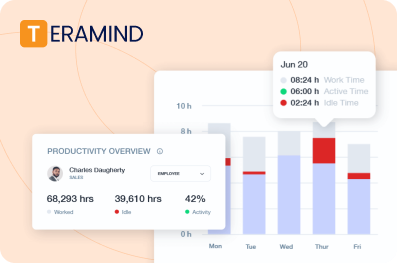 TERAMIND
Jun 20
08:24 h Work Time
06:00 h Active Time
02:24 h Idle Time
10 h
8 h
6 h
4 h
2 h
0 h
Mon Tue Wed Thur Fri
PRODUCTIVITY OVERVIEW
Charles Daugherty
SALES
EMPLOYEE
68,293 hrs 39,610 hrs 42%
Worked Idle Activity